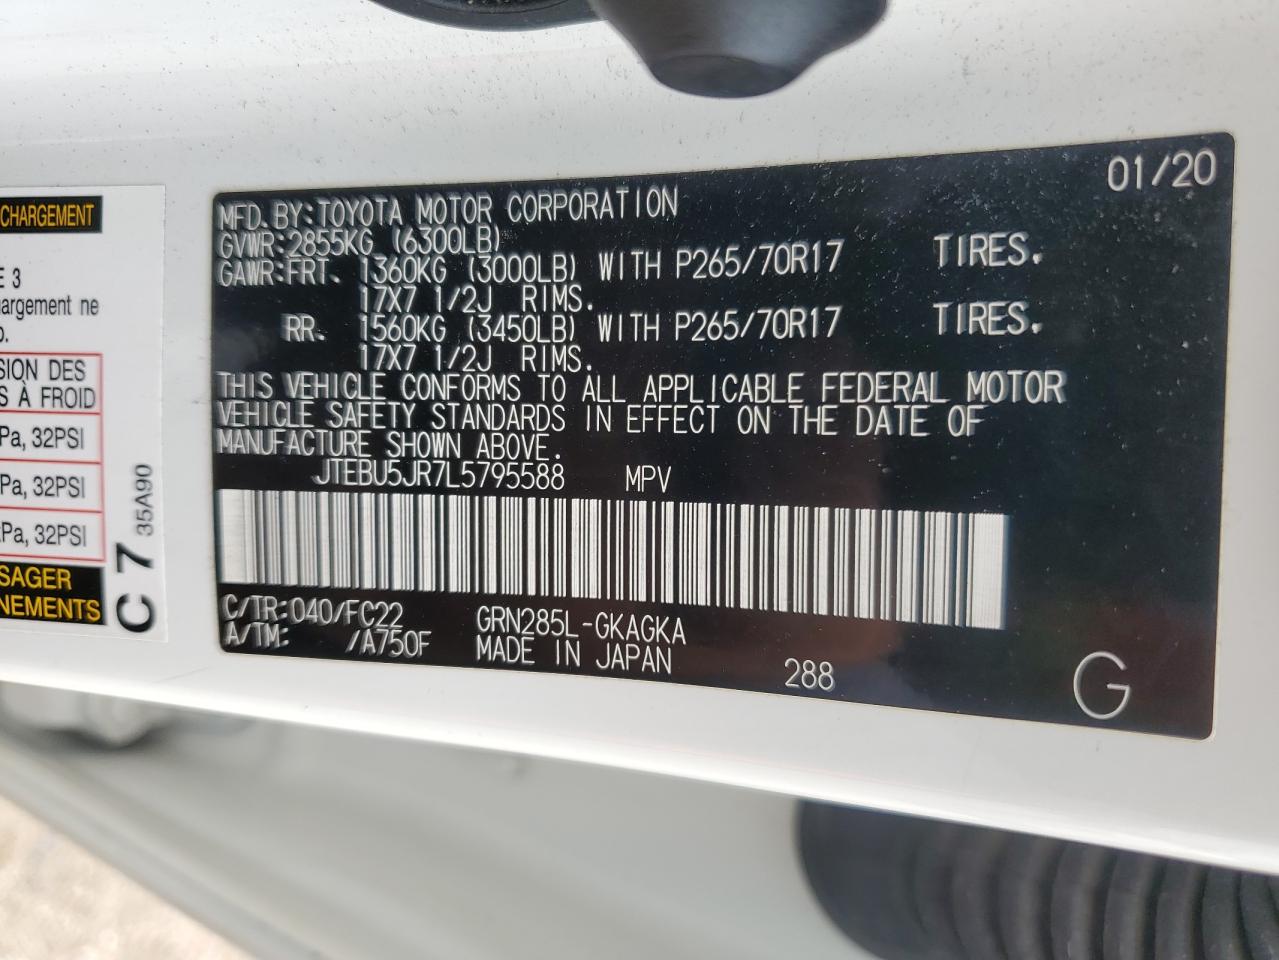 01/20
MFD.BY:TOYOTA MOTOR CORPORATION
GVWR:2855KG (6300LB)
GAWR:FRT. 1360KG (3000LB) WITH P265/70R17 TIRES.
17X7 1/2J RIMS.
RR. 1560KG (3450LB) WITH P265/70R17 TIRES.
17X7 1/2J RIMS.
THIS VEHICLE CONFORMS TO ALL APPLICABLE FEDERAL MOTOR
VEHICLE SAFETY STANDARDS IN EFFECT ON THE DATE OF
MANUFACTURE SHOWN ABOVE.
JTEBU5JR7L5795588 MPV
C/TR:040/FC22 GRN285L-GKAGKA
A/TM: /A750F MADE IN JAPAN
288
G
CHARGEMENT
E 3
argement ne
SION DES
S À FROID
Pa, 32PSI
Pa, 32PSI
Pa, 32PSI
SAGER
NEMENTS
C 7 35A90